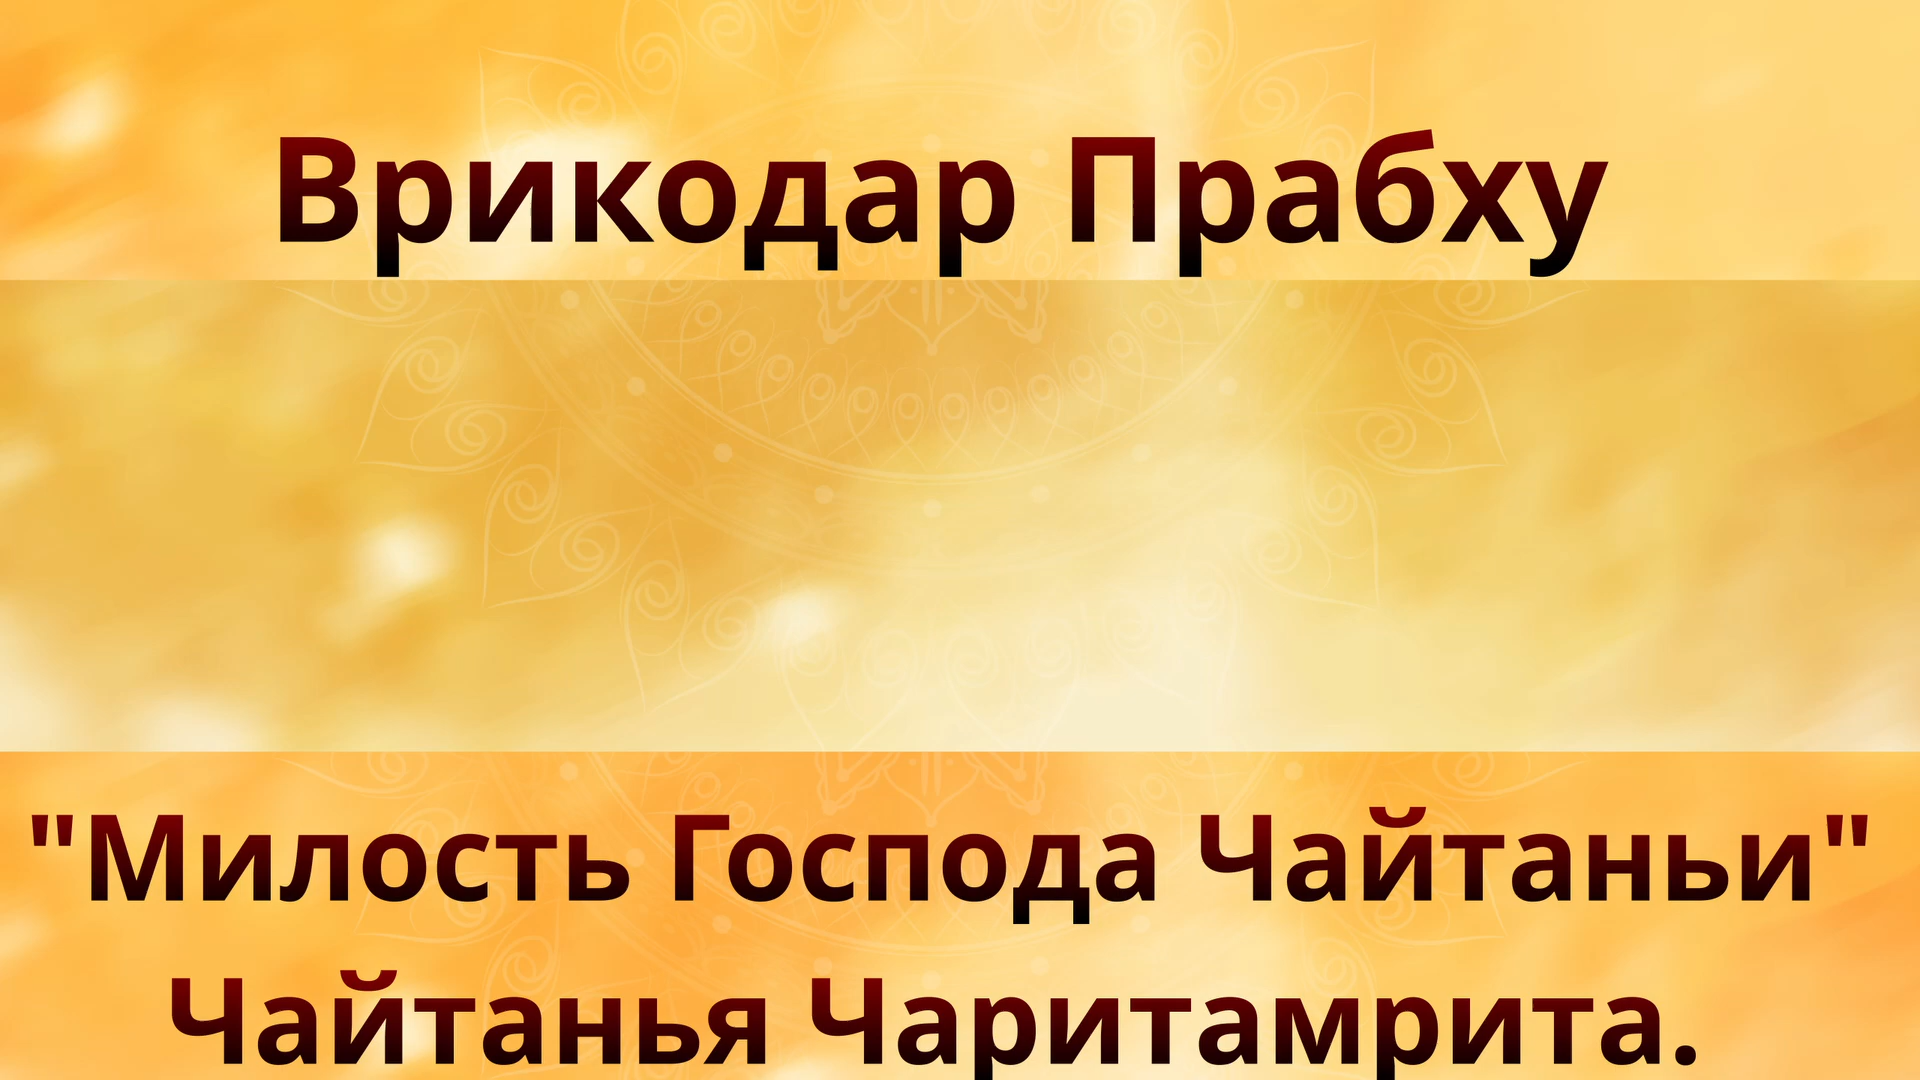 Врикодар Прабху
"Милость Господа Чайтаньи"
Чайтанья Чаритамрита.